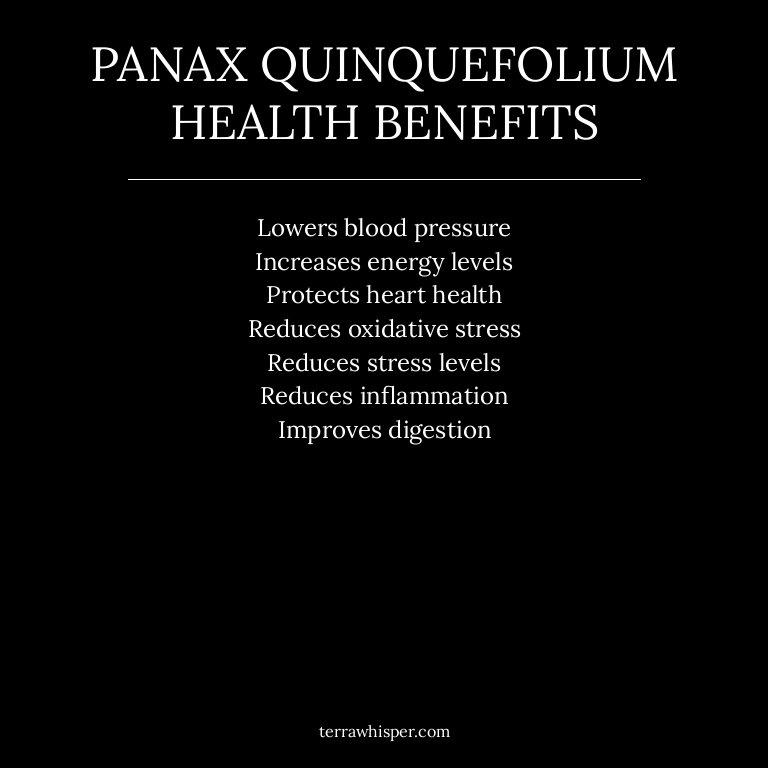 PANAX QUINQUEFOLIUM
HEALTH BENEFITS
Lowers blood pressure
Increases energy levels
Protects heart health
Reduces oxidative stress
Reduces stress levels
Reduces inflammation
Improves digestion
terrawhisper.com